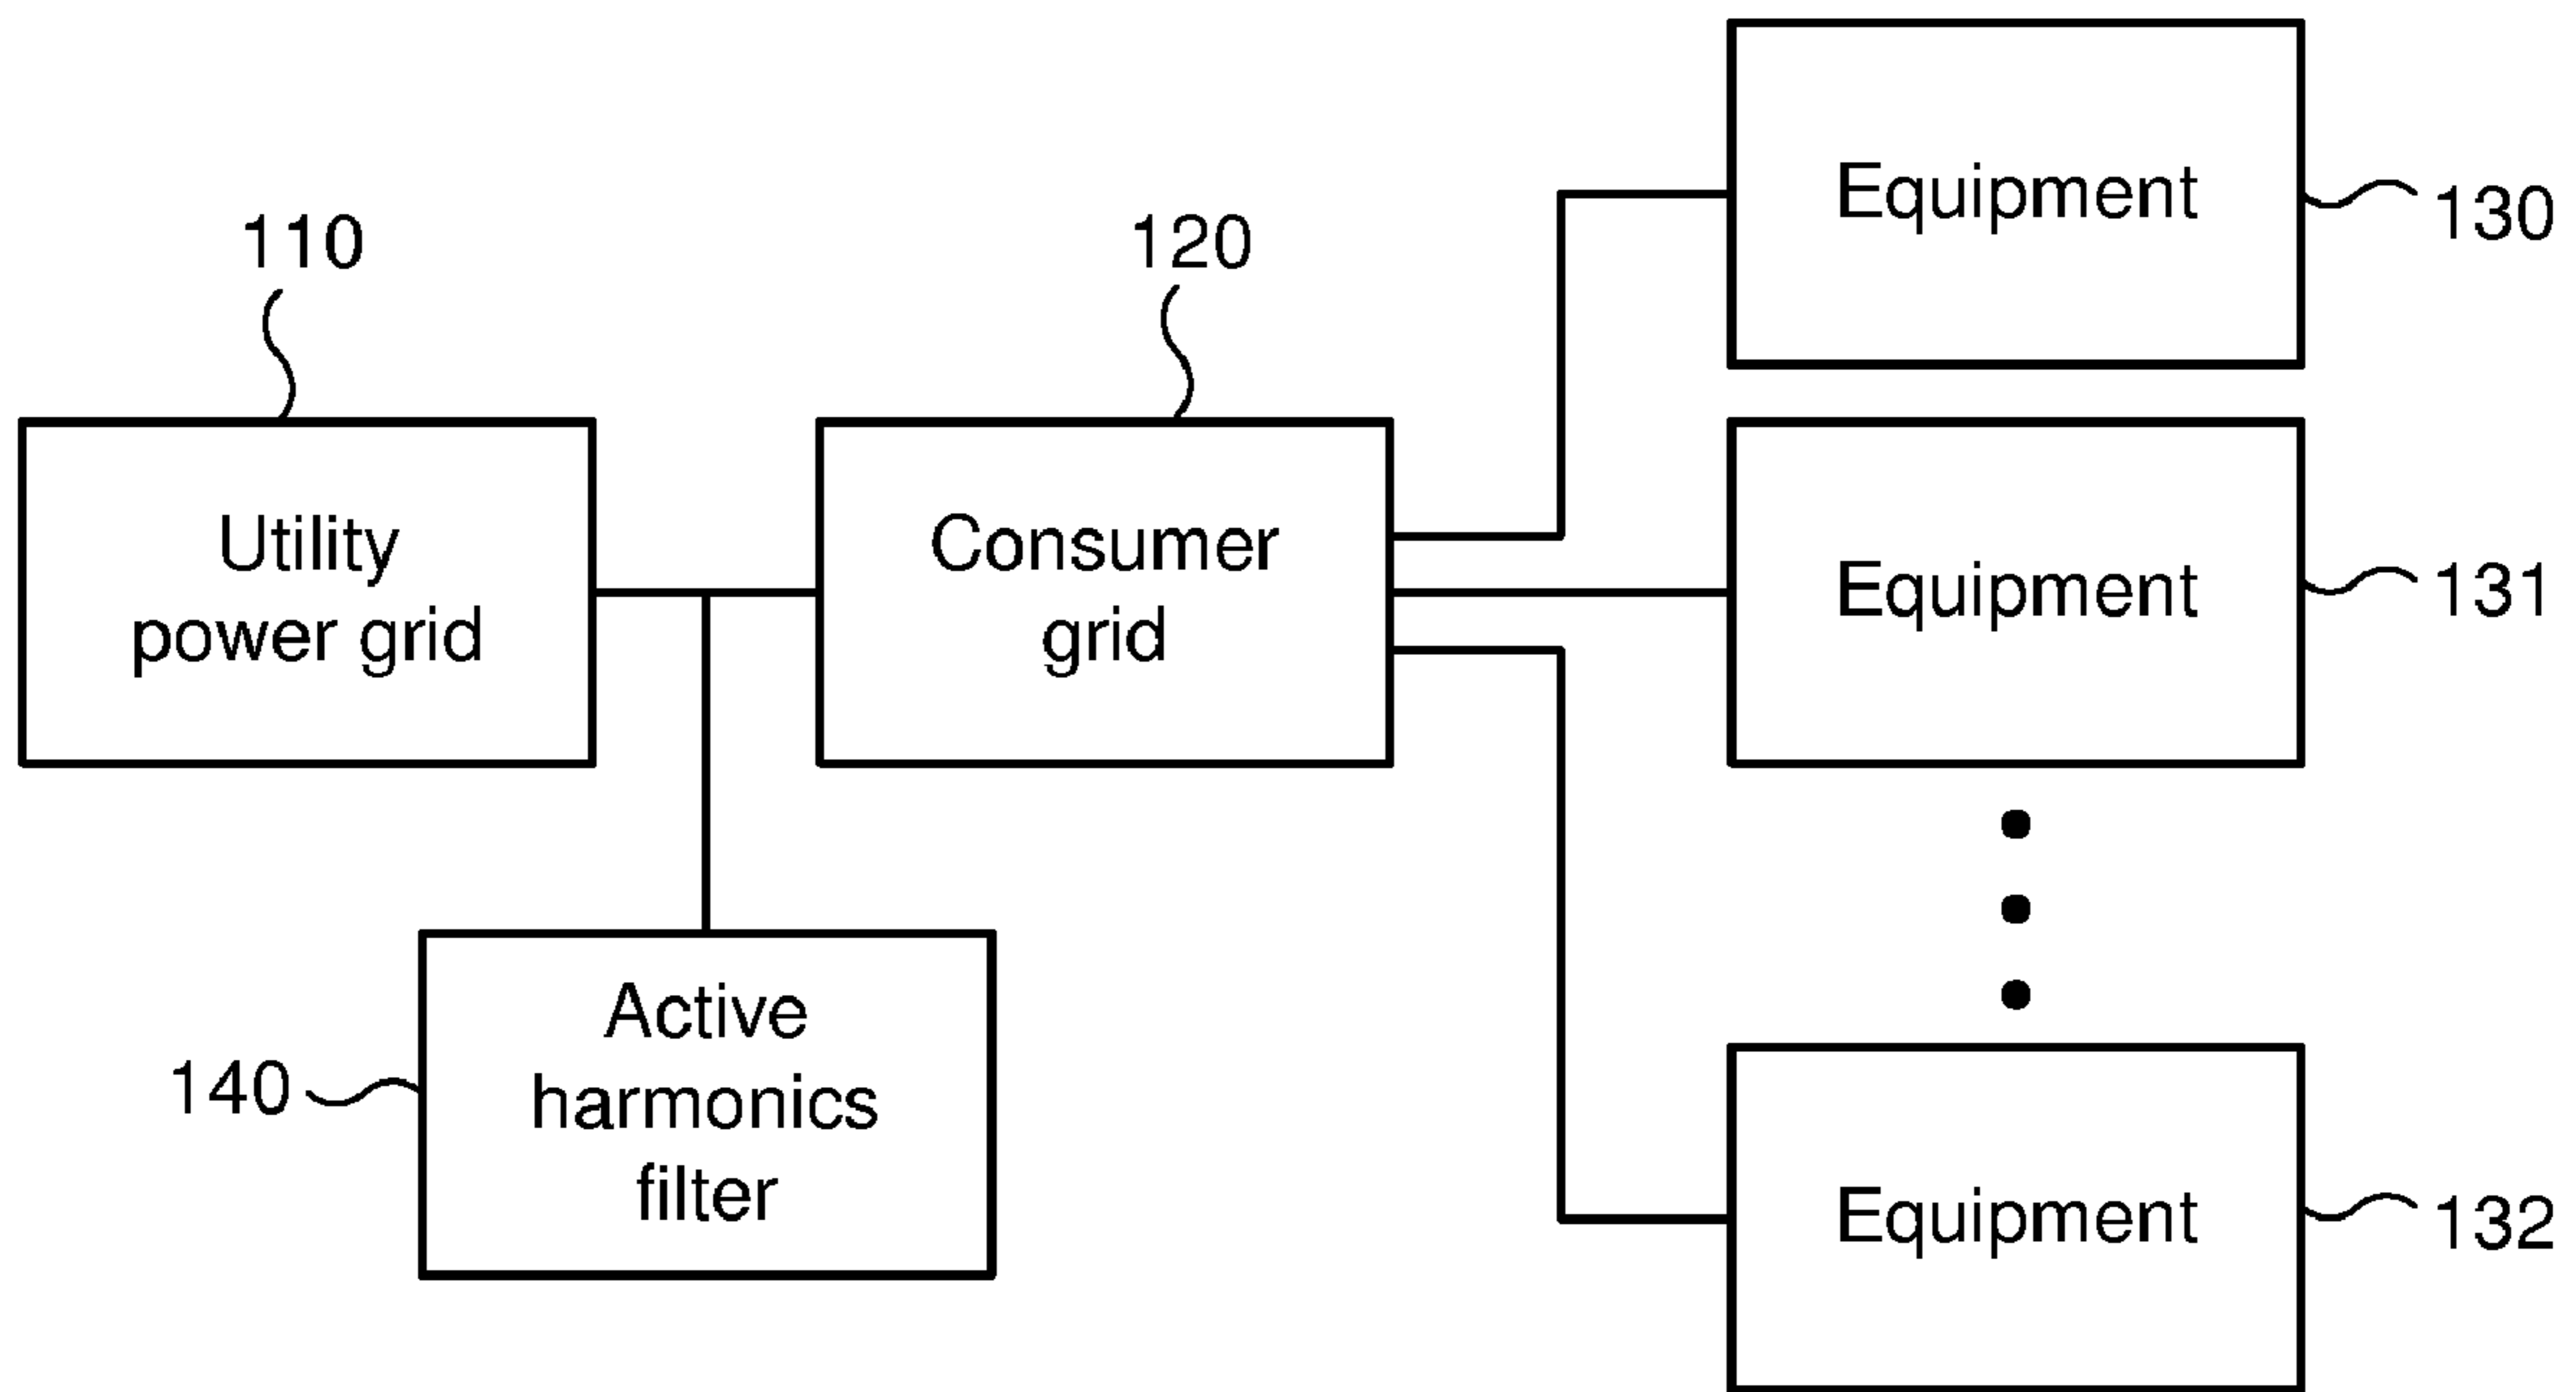 110
Utility
power grid
120
Consumer
grid
Equipment
130
Equipment
131
Equipment
132
140
Active
harmonics
filter